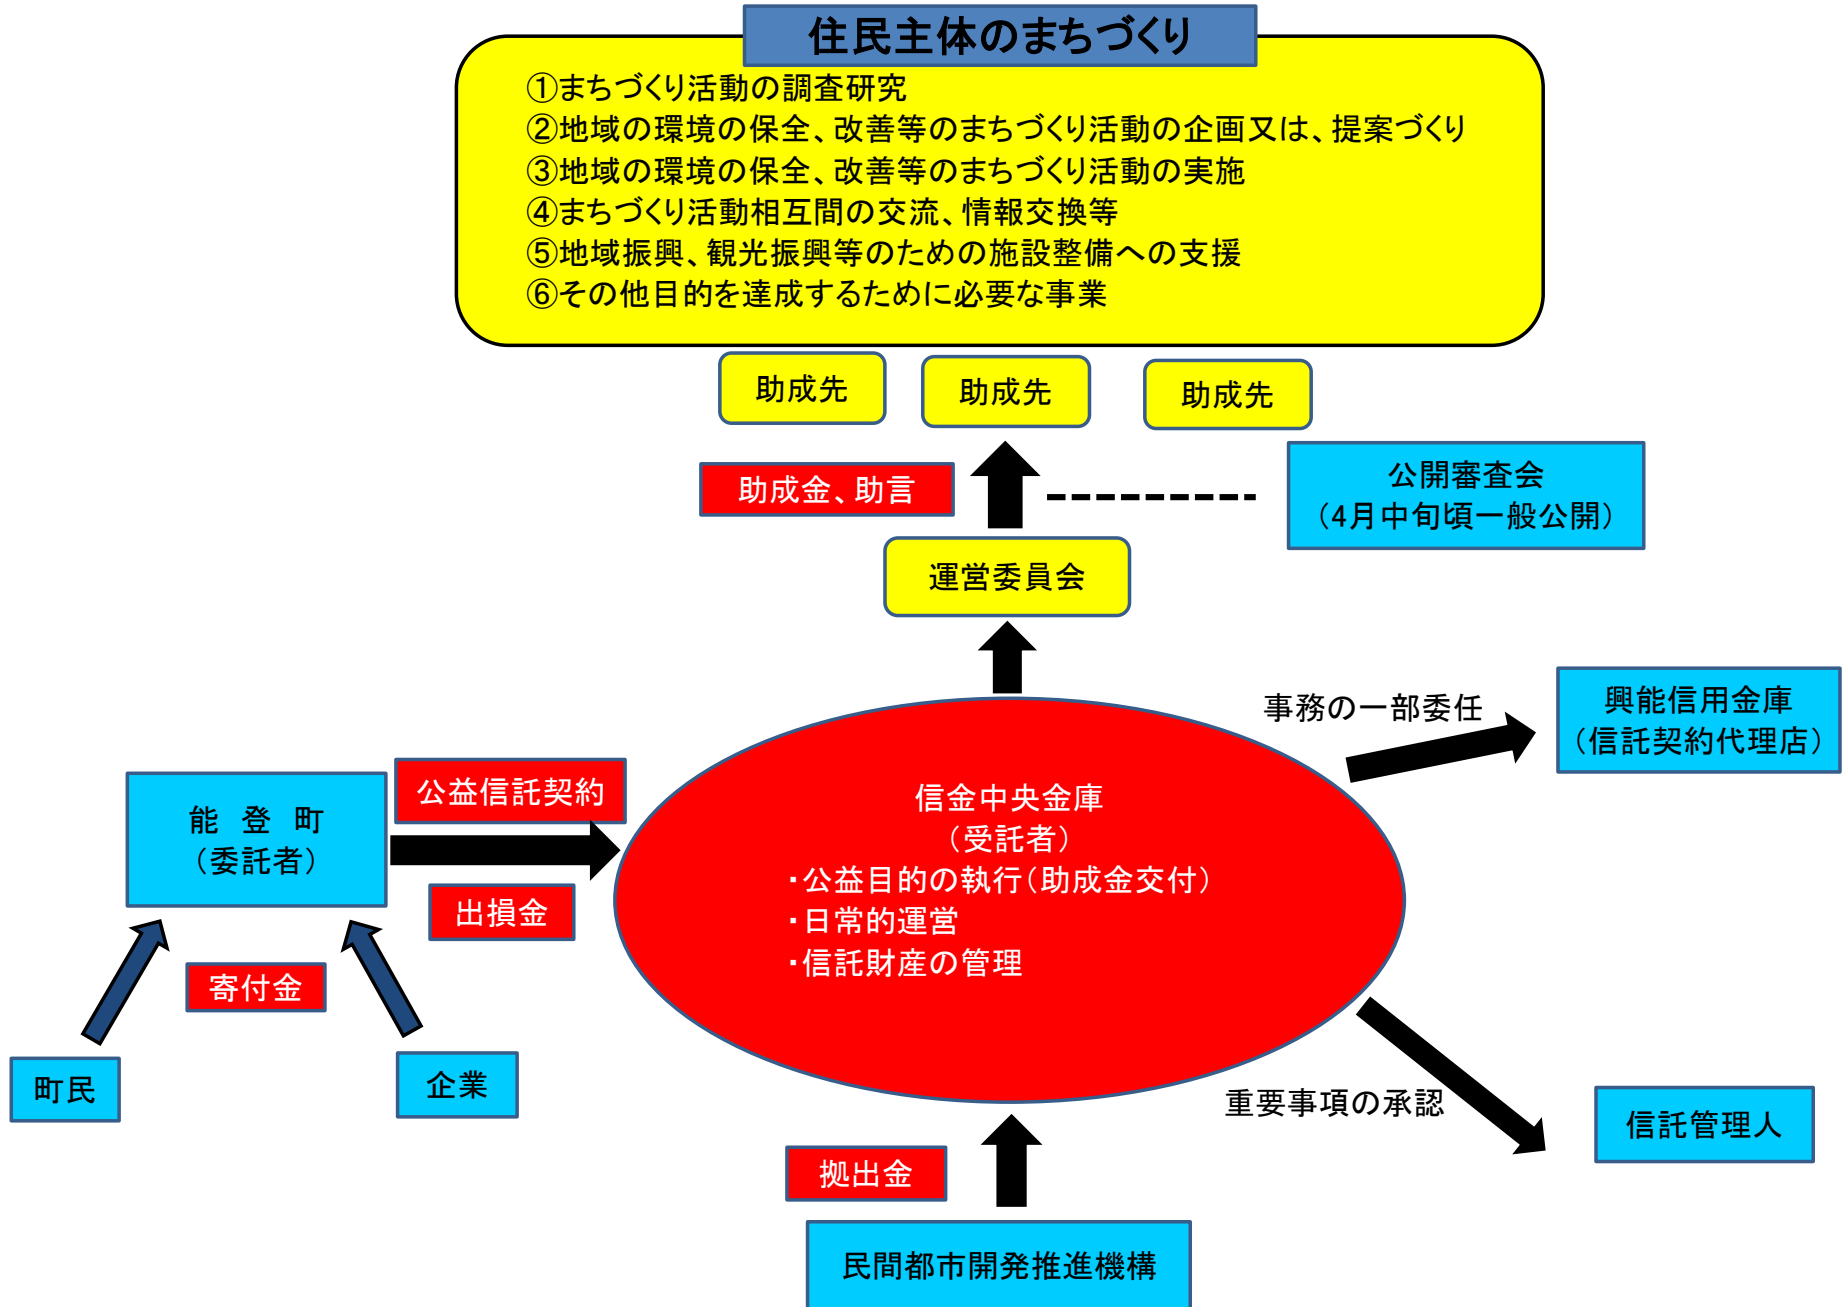 住民主体のまちづくり
①まちづくり活動の調査研究
②地域の環境の保全、改善等のまちづくり活動の企画又は、提案づくり
③地域の環境の保全、改善等のまちづくり活動の実施
④まちづくり活動相互間の交流、情報交換等
⑤地域振興、観光振興等のための施設整備への支援
⑥その他目的を達成するために必要な事業
助成先
助成先
助成先
助成金、助言
公開審査会
（4月中旬頃一般公開）
運営委員会
事務の一部委任
興能信用金庫
（信託契約代理店）
公益信託契約
能 登 町
（委託者）
出損金
信金中央金庫
（受託者）
・公益目的の執行（助成金交付）
・日常的運営
・信託財産の管理
寄付金
町民
企業
重要事項の承認
信託管理人
拠出金
民間都市開発推進機構